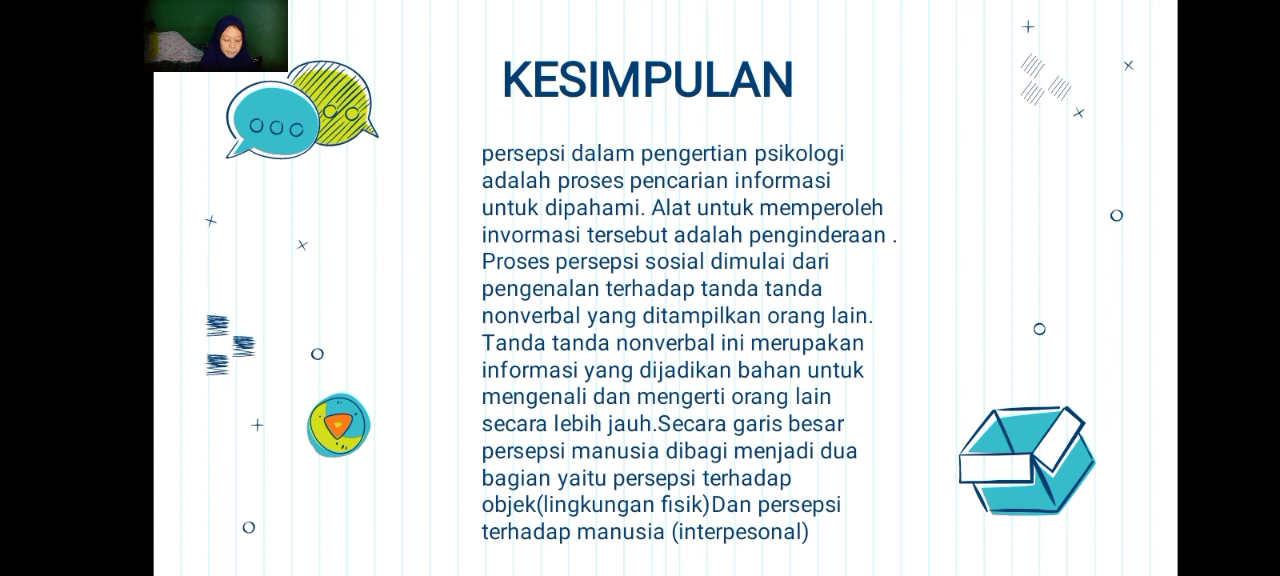 KESIMPULAN
persepsi dalam pengertian psikologi
adalah proses pencarian informasi
untuk dipahami. Alat untuk memperoleh
invormasi tersebut adalah penginderaan .
Proses persepsi sosial dimulai dari
pengenalan terhadap tanda tanda
nonverbal yang ditampilkan orang lain.
Tanda tanda nonverbal ini merupakan
informasi yang dijadikan bahan untuk
mengenali dan mengerti orang lain
secara lebih jauh.Secara garis besar
persepsi manusia dibagi menjadi dua
bagian yaitu persepsi terhadap
objek(lingkungan fisik)Dan persepsi
terhadap manusia (interpesonal)